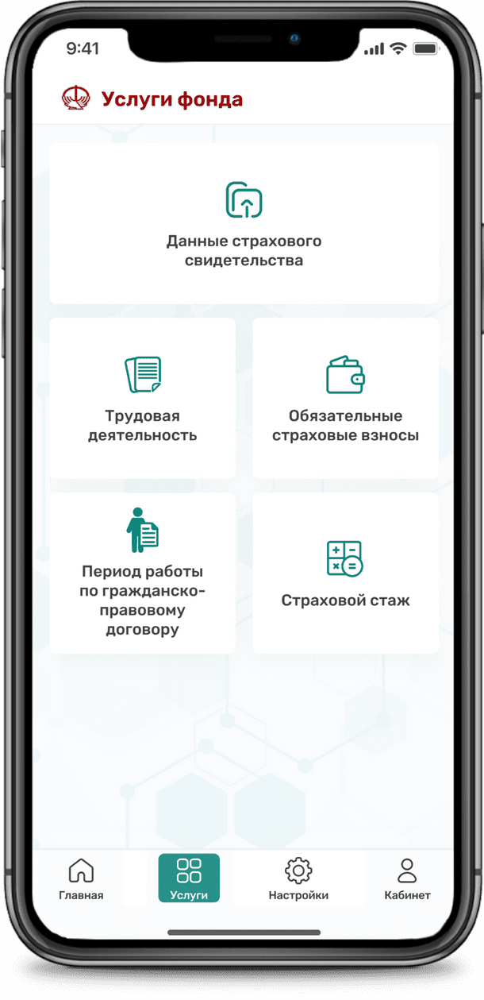 9:41
Услуги фонда
Данные страхового
свидетельства
Трудовая
деятельность
Обязательные
страховые взносы
Период работы
по гражданско-
правовому
договору
Страховой стаж
Главная
Услуги
Настройки
Кабинет